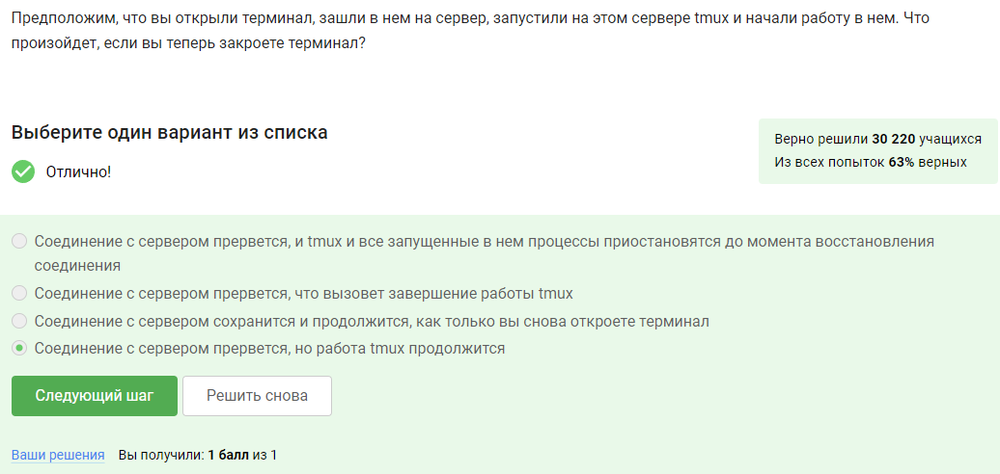 Предположим, что вы открыли терминал, зашли в нем на сервер, запустили на этом сервере tmux и начали работу в нем. Что
произойдет, если вы теперь закроете терминал?
Выберите один вариант из списка
Отлично!
Верно решили 30 220 учащихся
Из всех попыток 63% верных
Соединение с сервером прервется, и tmux и все запущенные в нем процессы приостановятся до момента восстановления
соединения
Соединение с сервером прервется, что вызовет завершение работы tmux
Соединение с сервером сохранится и продолжится, как только вы снова откроете терминал
Соединение с сервером прервется, но работа tmux продолжится
Следующий шаг
Решить снова
Ваши решения Вы получили: 1 балл из 1